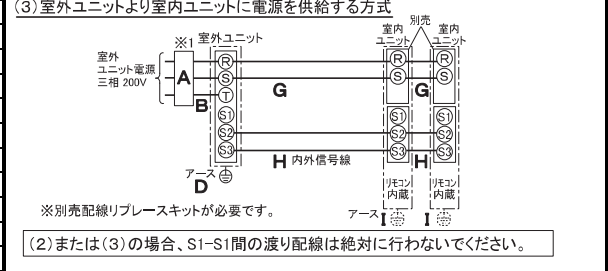 (3)室外ユニットより室内ユニットに電源を供給する方式
※1 室外ユニット
別売
室内
ユニット
室内
ユニット
室外
ユニット電源
三相 200V
A
B
R
S
T
S1
S2
S3
G
R
S
S1
S2
S3
G
R
S
S1
S2
S3
H 内外信号線
H
アース
D
リモコン
内蔵
リモコン
内蔵
※別売配線リプレースキットが必要です。
アース I
I
(2)または(3)の場合、S1-S1間の渡り配線は絶対に行わないでください。